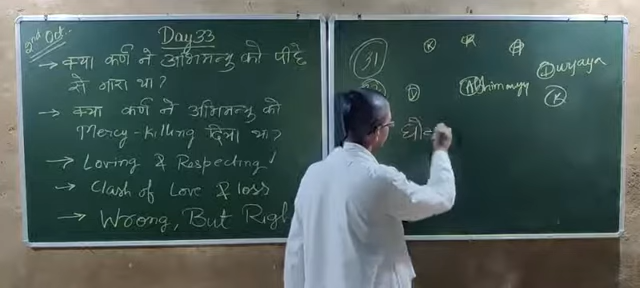 2nd Oct.
Day 33
→ क्या कर्ण ने अभिमन्यु को पीछे
से मारा था?
→ क्या कर्ण ने अभिमन्यु को
Mercy-Killing दिया था?
→ Loving & Respecting!
→ Clash of Love & loss
→ Wrong, But Righ
31 K K A
Duryaya
D Abhimanyu K